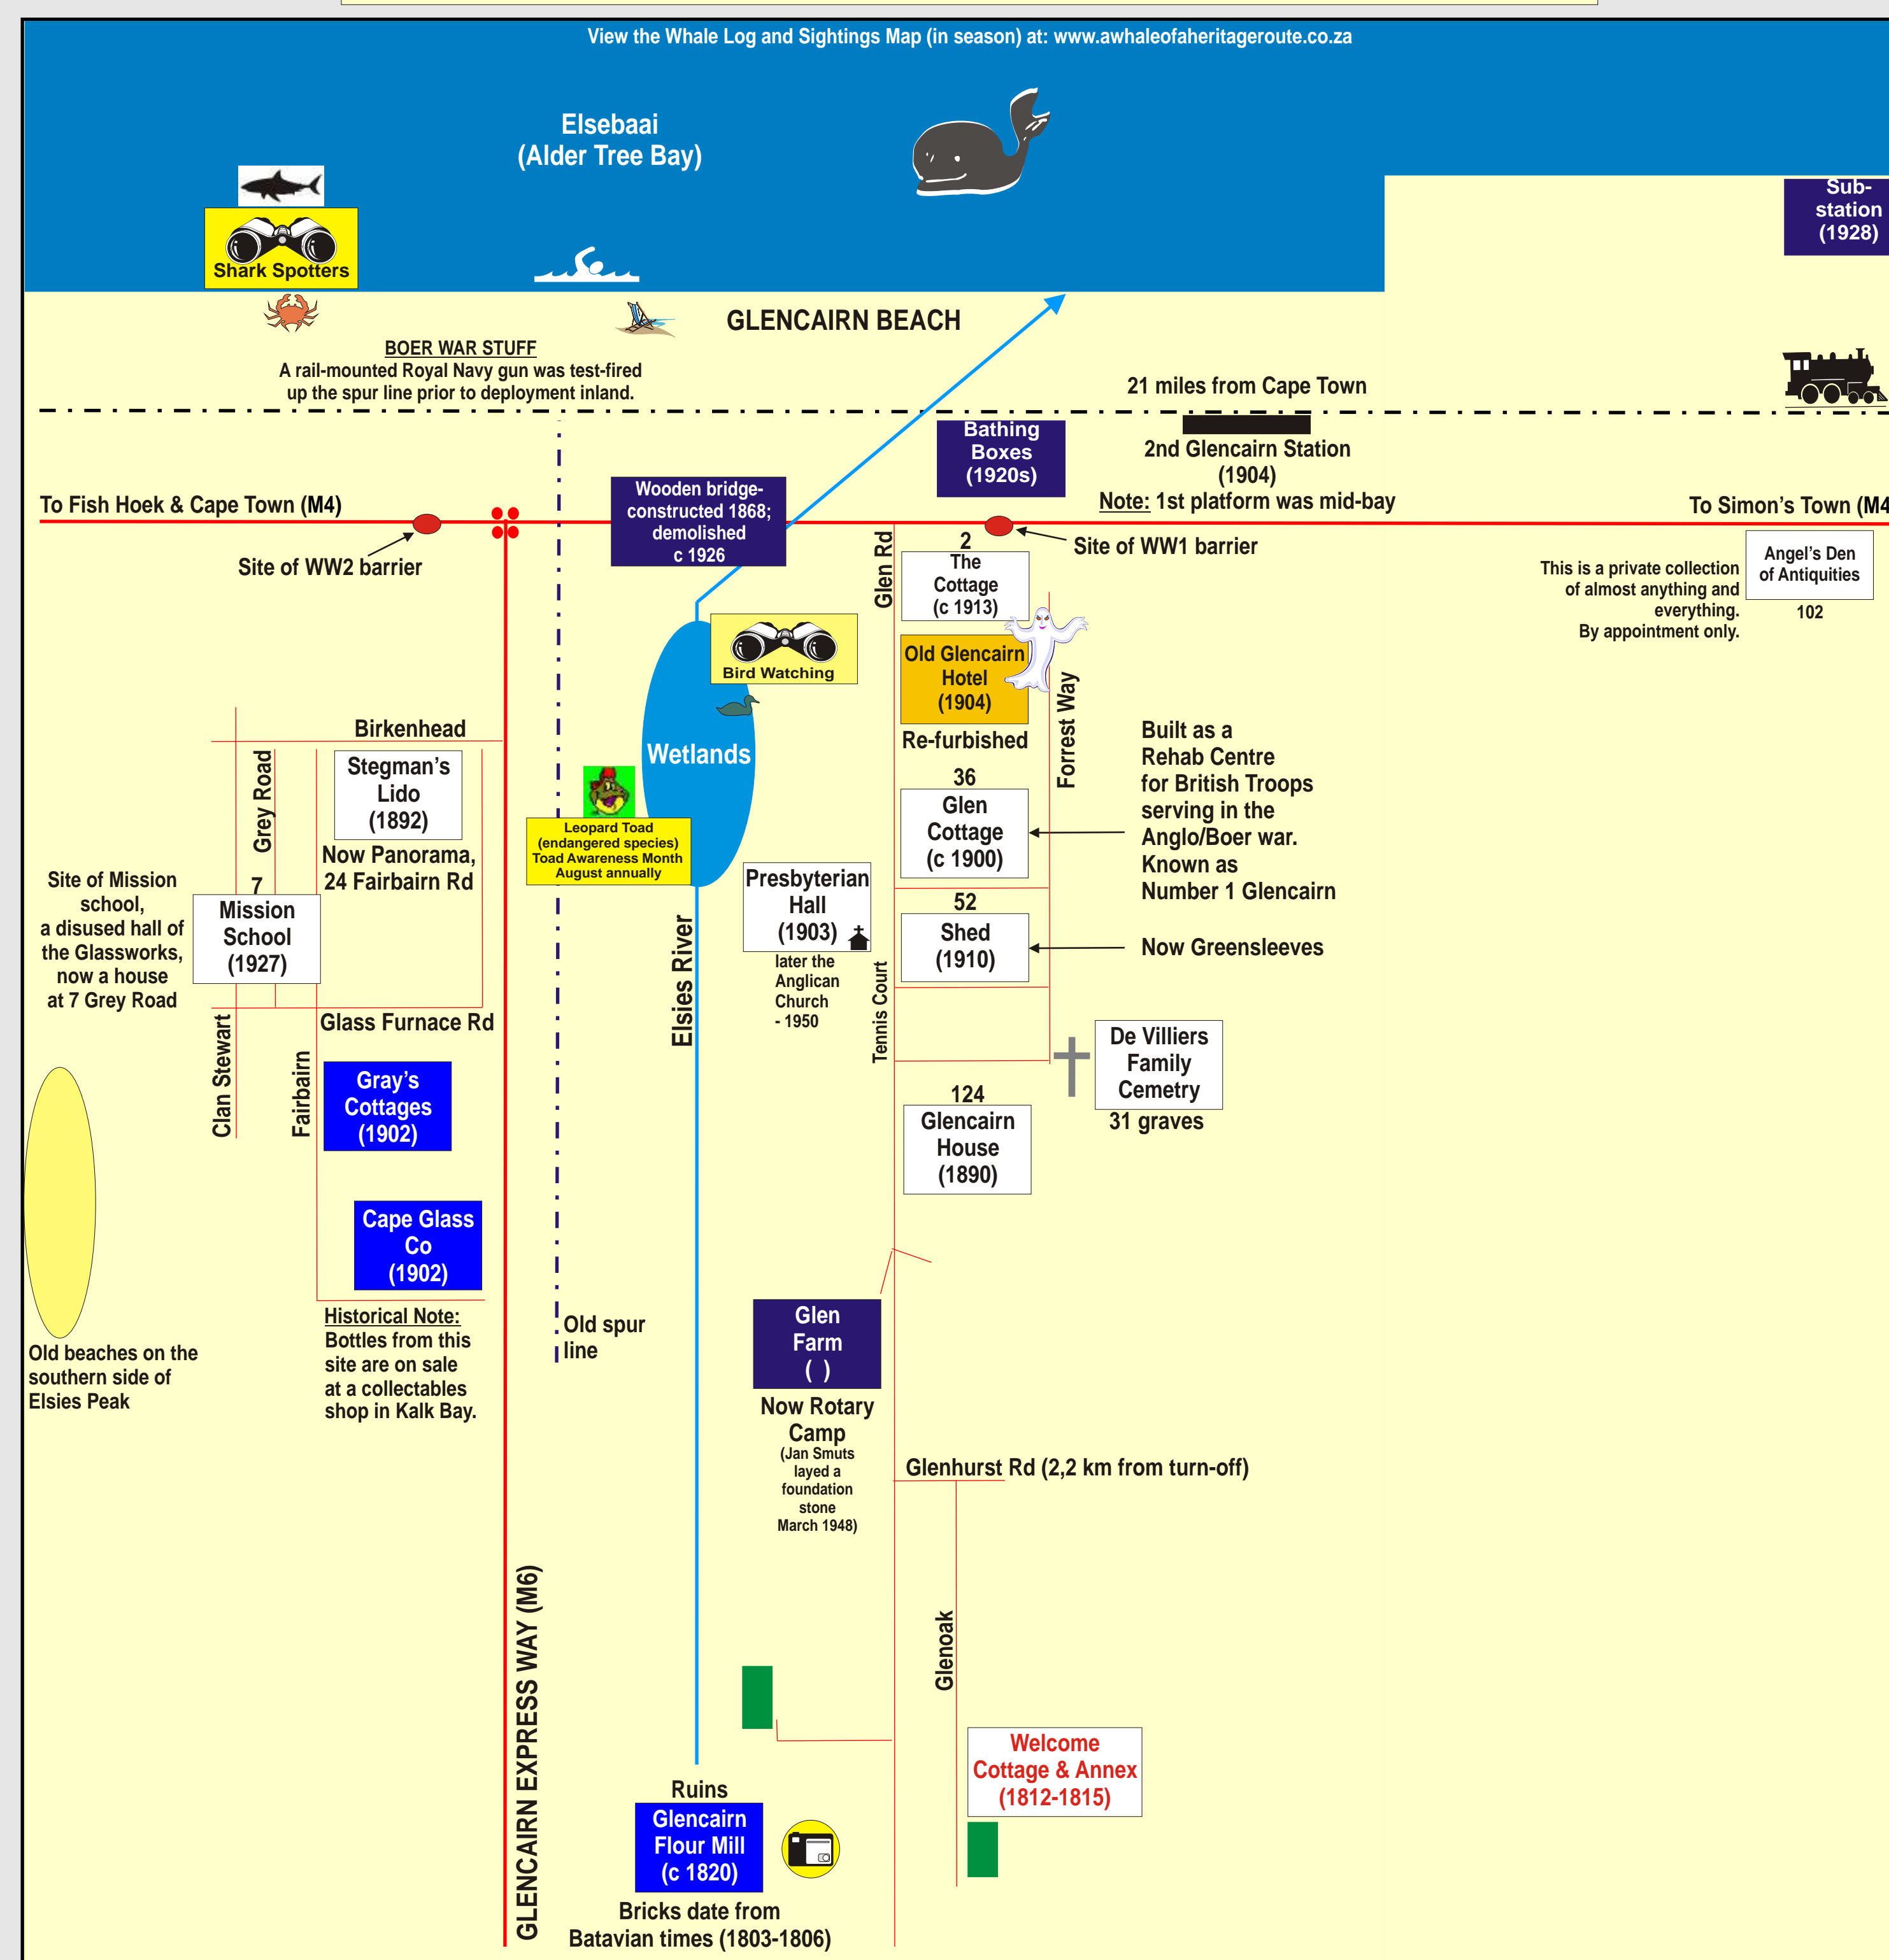 View the Whale Log and Sightings Map (in season) at: www.awhaleofaheritageroute.co.za
Elsebaai
(Alder Tree Bay)
Shark Spotters
Sub-
station
(1928)
GLENCAIRN BEACH
BOER WAR STUFF
A rail-mounted Royal Navy gun was test-fired
up the spur line prior to deployment inland.
21 miles from Cape Town
Bathing
Boxes
(1920s)
2nd Glencairn Station
(1904)
Note: 1st platform was mid-bay
To Fish Hoek & Cape Town (M4)
Wooden bridge-
constructed 1868;
demolished
c 1926
To Simon's Town (M4
Site of WW2 barrier
Glen Rd
2
The
Cottage
(c 1913)
Site of WW1 barrier
This is a private collection
of almost anything and
everything.
By appointment only.
Angel's Den
of Antiquities
102
Bird Watching
Old Glencairn
Hotel
(1904)
Re-furbished
Forrest Way
Birkenhead
Grey Road
Stegman's
Lido
(1892)
Now Panorama,
24 Fairbairn Rd
Wetlands
Leopard Toad
(endangered species)
Toad Awareness Month
August annually
36
Glen
Cottage
(c 1900)
Built as a
Rehab Centre
for British Troops
serving in the
Anglo/Boer war.
Known as
Number 1 Glencairn
Site of Mission
school,
a disused hall of
the Glassworks,
now a house
at 7 Grey Road
7
Mission
School
(1927)
Presbyterian
Hall
(1903)
later the
Anglican
Church
- 1950
52
Shed
(1910)
Now Greensleeves
Elsies River
Tennis Court
Glass Furnace Rd
Clan Stewart
Fairbairn
Gray's
Cottages
(1902)
De Villiers
Family
Cemetry
31 graves
124
Glencairn
House
(1890)
Cape Glass
Co
(1902)
Historical Note:
Bottles from this
site are on sale
at a collectables
shop in Kalk Bay.
Old beaches on the
southern side of
Elsies Peak
Old spur
line
Glen
Farm
( )
Now Rotary
Camp
(Jan Smuts
layed a
foundation
stone
March 1948)
Glenhurst Rd (2,2 km from turn-off)
GLENCAIRN EXPRESS WAY (M6)
Glenoak
Welcome
Cottage & Annex
(1812-1815)
Ruins
Glencairn
Flour Mill
(c 1820)
Bricks date from
Batavian times (1803-1806)